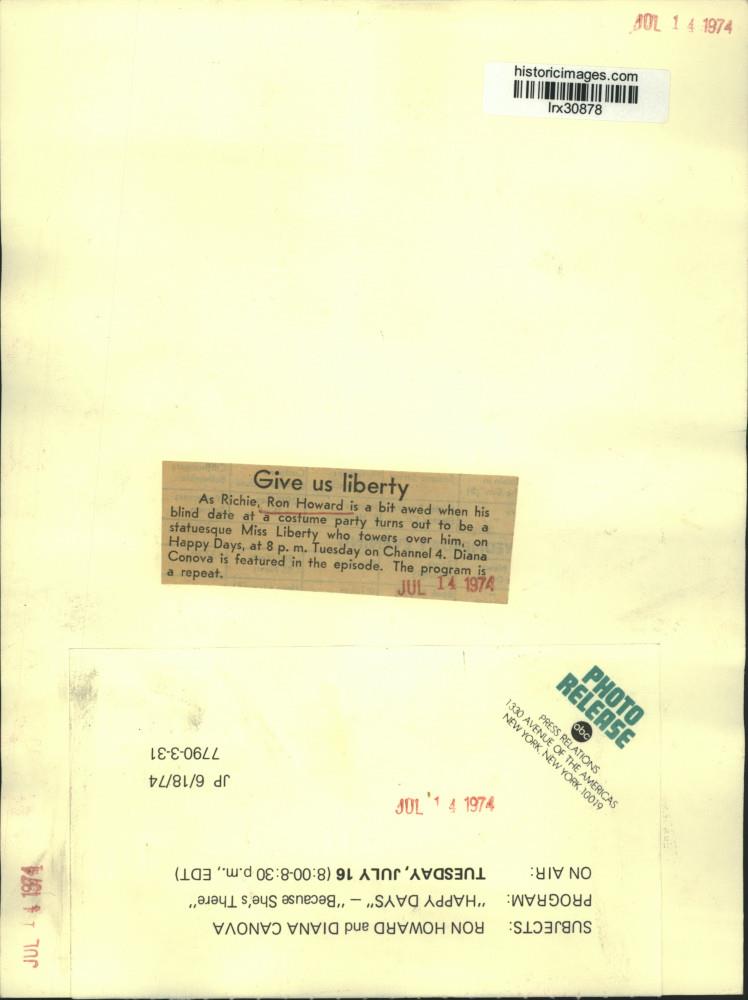 JUL 14 1974
historicimages.com
lrx30878
Give us liberty
As Richie, Ron Howard is a bit awed when his
blind date at a costume party turns out to be a
statuesque Miss Liberty who towers over him, on
Happy Days, at 8 p. m. Tuesday on Channel 4. Diana
Conova is featured in the episode. The program is
a repeat.
JUL 14 1974
PHOTO
RELEASE
abc
PRESS RELATIONS
1330 AVENUE OF THE AMERICAS
NEW YORK, NEW YORK 10019
SUBJECTS: RON HOWARD and DIANA CANOVA
PROGRAM: "HAPPY DAYS" – "Because She's There"
ON AIR: TUESDAY, JULY 16 (8:00-8:30 p.m., EDT)
JUL 14 1974
JP 6/18/74
7790-3-31
JUL 14 1974